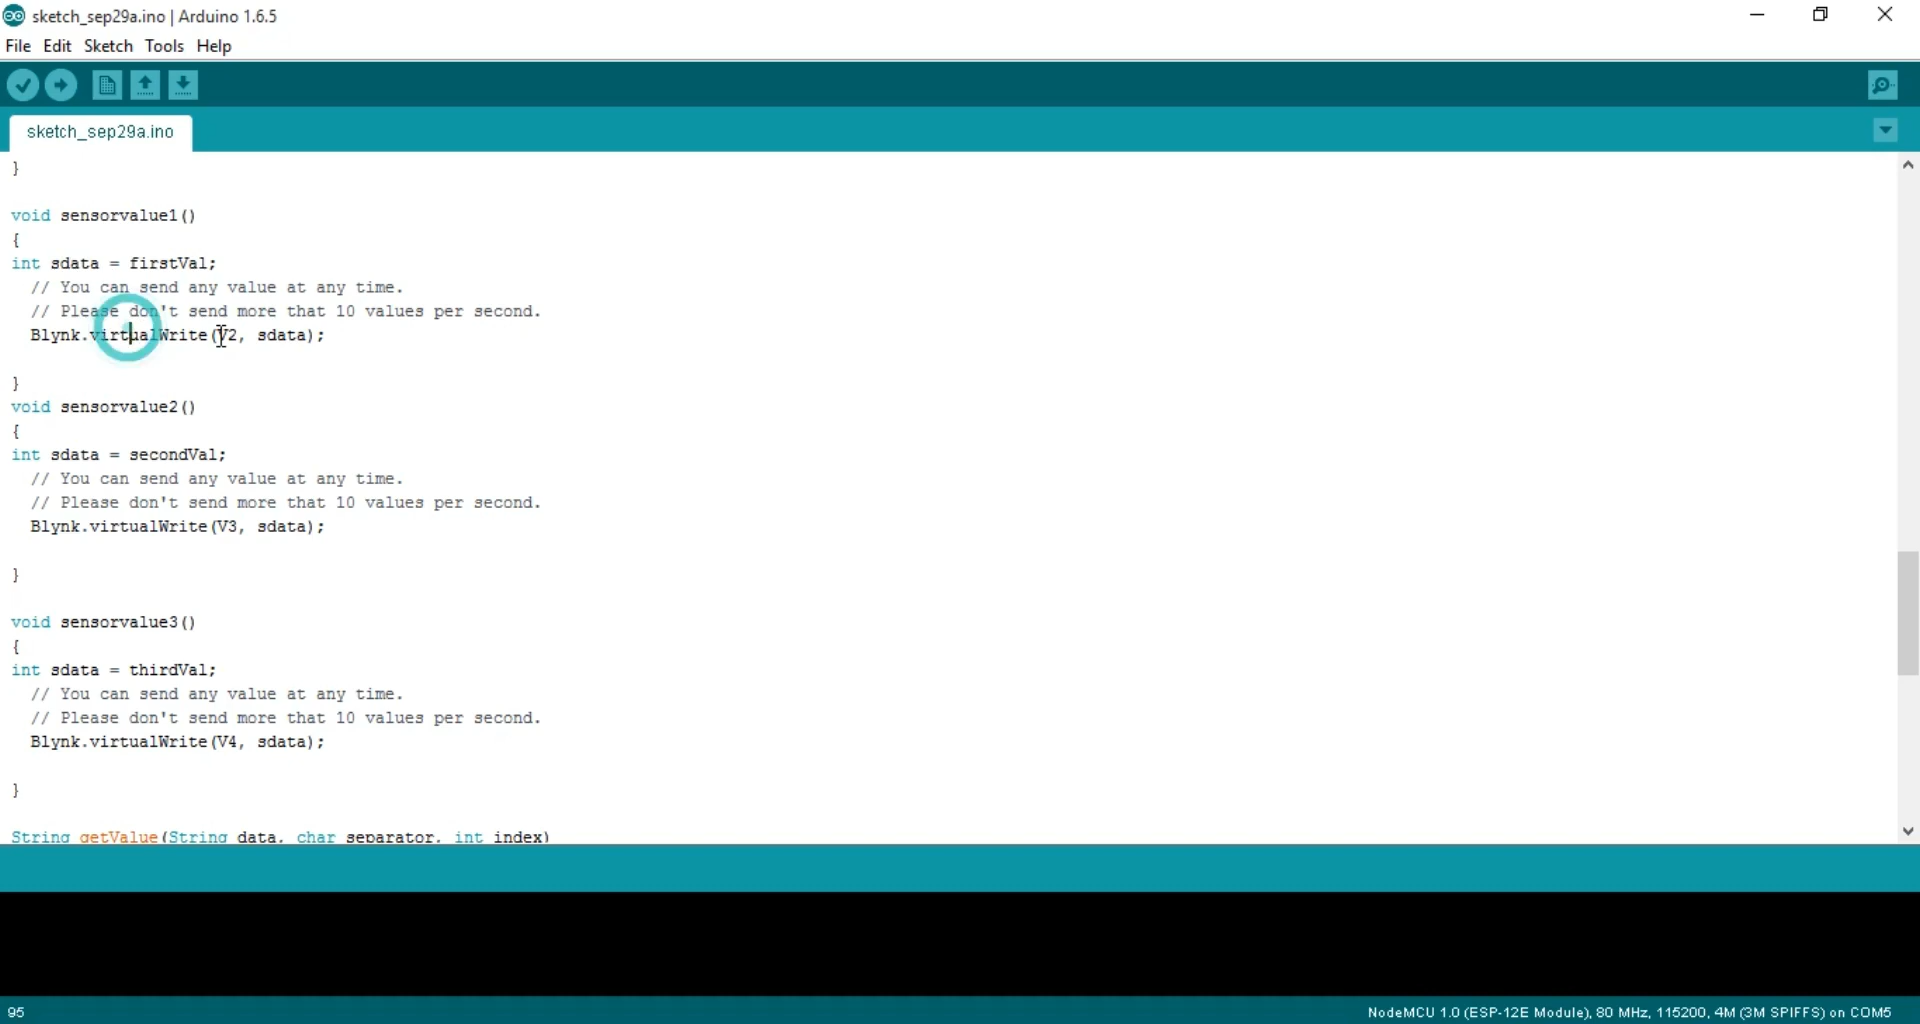 sketch_sep29a.ino | Arduino 1.6.5
File Edit Sketch Tools Help
sketch_sep29a.ino
}
void sensorvalue1()
{
int sdata = firstVal;
// You can send any value at any time.
// Please don't send more that 10 values per second.
Blynk.virtualWrite(V2, sdata);
}
void sensorvalue2()
{
int sdata = secondVal;
// You can send any value at any time.
// Please don't send more that 10 values per second.
Blynk.virtualWrite(V3, sdata);
}
void sensorvalue3()
{
int sdata = thirdVal;
// You can send any value at any time.
// Please don't send more that 10 values per second.
Blynk.virtualWrite(V4, sdata);
}
String getValue(String data, char separator, int index)
95
NodeMCU 1.0 (ESP-12E Module), 80 MHz, 115200, 4M (3M SPIFFS) on COM5